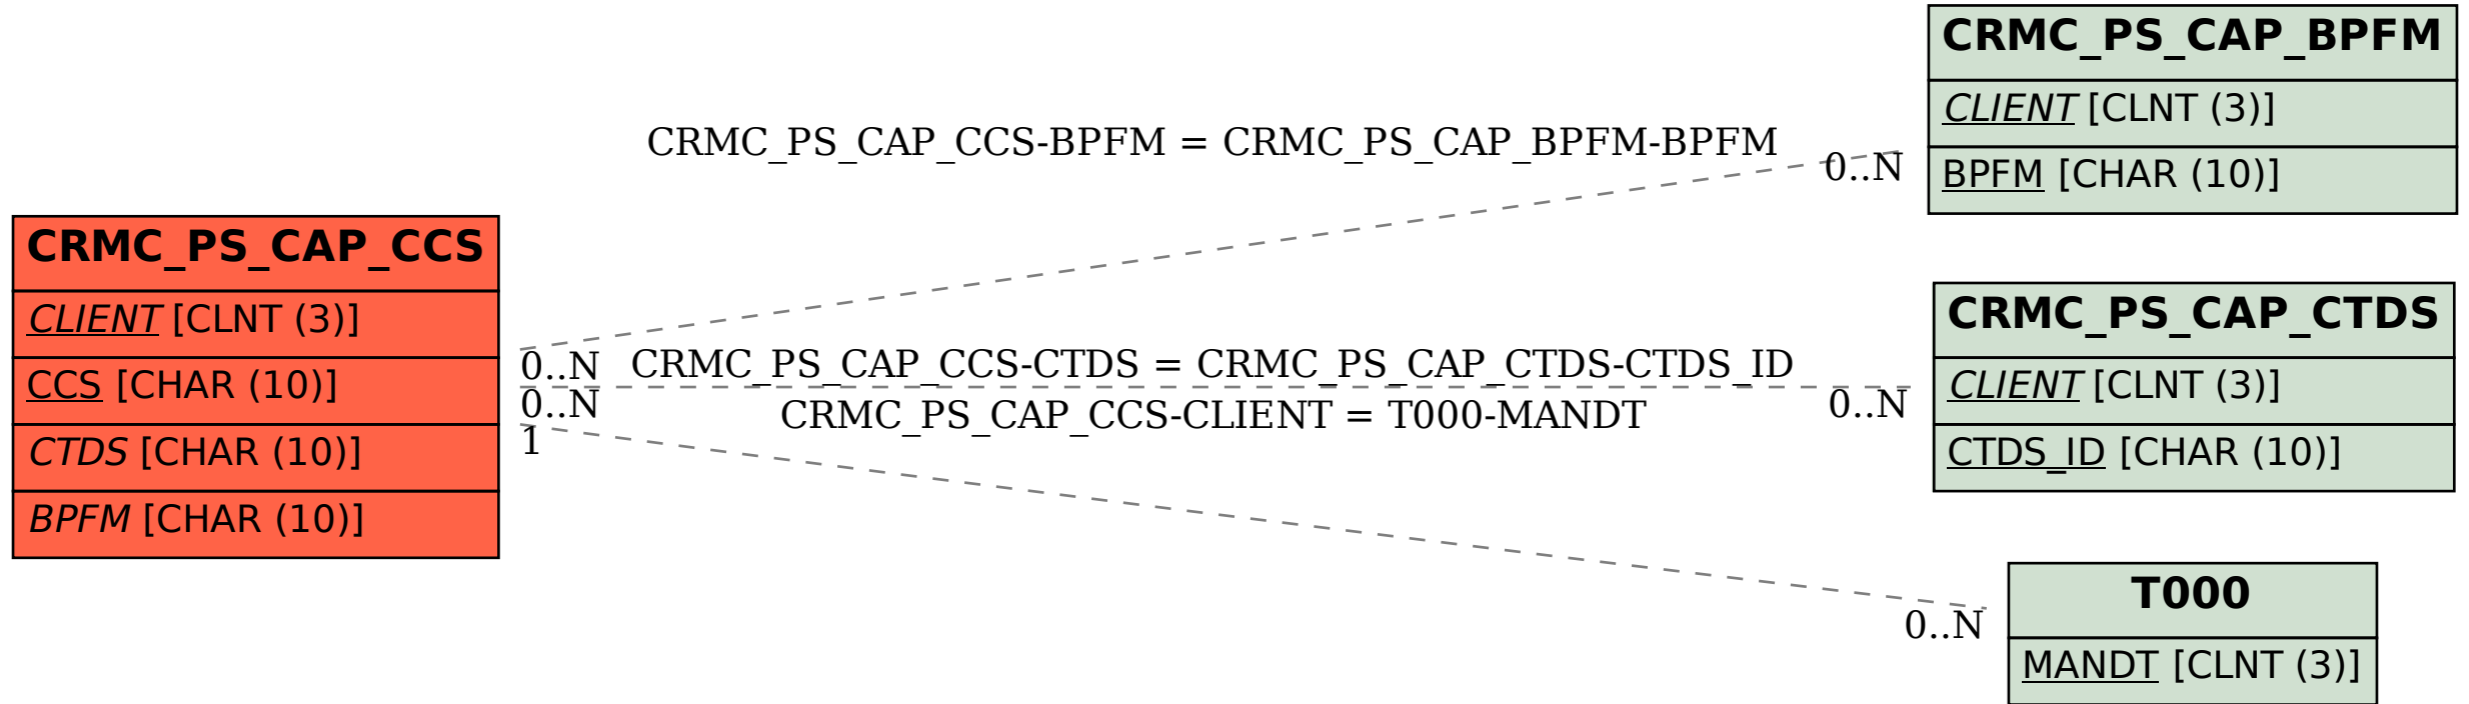 CRMC_PS_CAP_CCS
CLIENT [CLNT (3)]
CCS [CHAR (10)]
CTDS [CHAR (10)]
BPFM [CHAR (10)]
CRMC_PS_CAP_CCS-BPFM = CRMC_PS_CAP_BPFM-BPFM
0..N
0..N
CRMC_PS_CAP_CCS-CTDS = CRMC_PS_CAP_CTDS-CTDS_ID
0..N
0..N
CRMC_PS_CAP_CCS-CLIENT = T000-MANDT
1
0..N
CRMC_PS_CAP_BPFM
CLIENT [CLNT (3)]
BPFM [CHAR (10)]
CRMC_PS_CAP_CTDS
CLIENT [CLNT (3)]
CTDS_ID [CHAR (10)]
T000
MANDT [CLNT (3)]